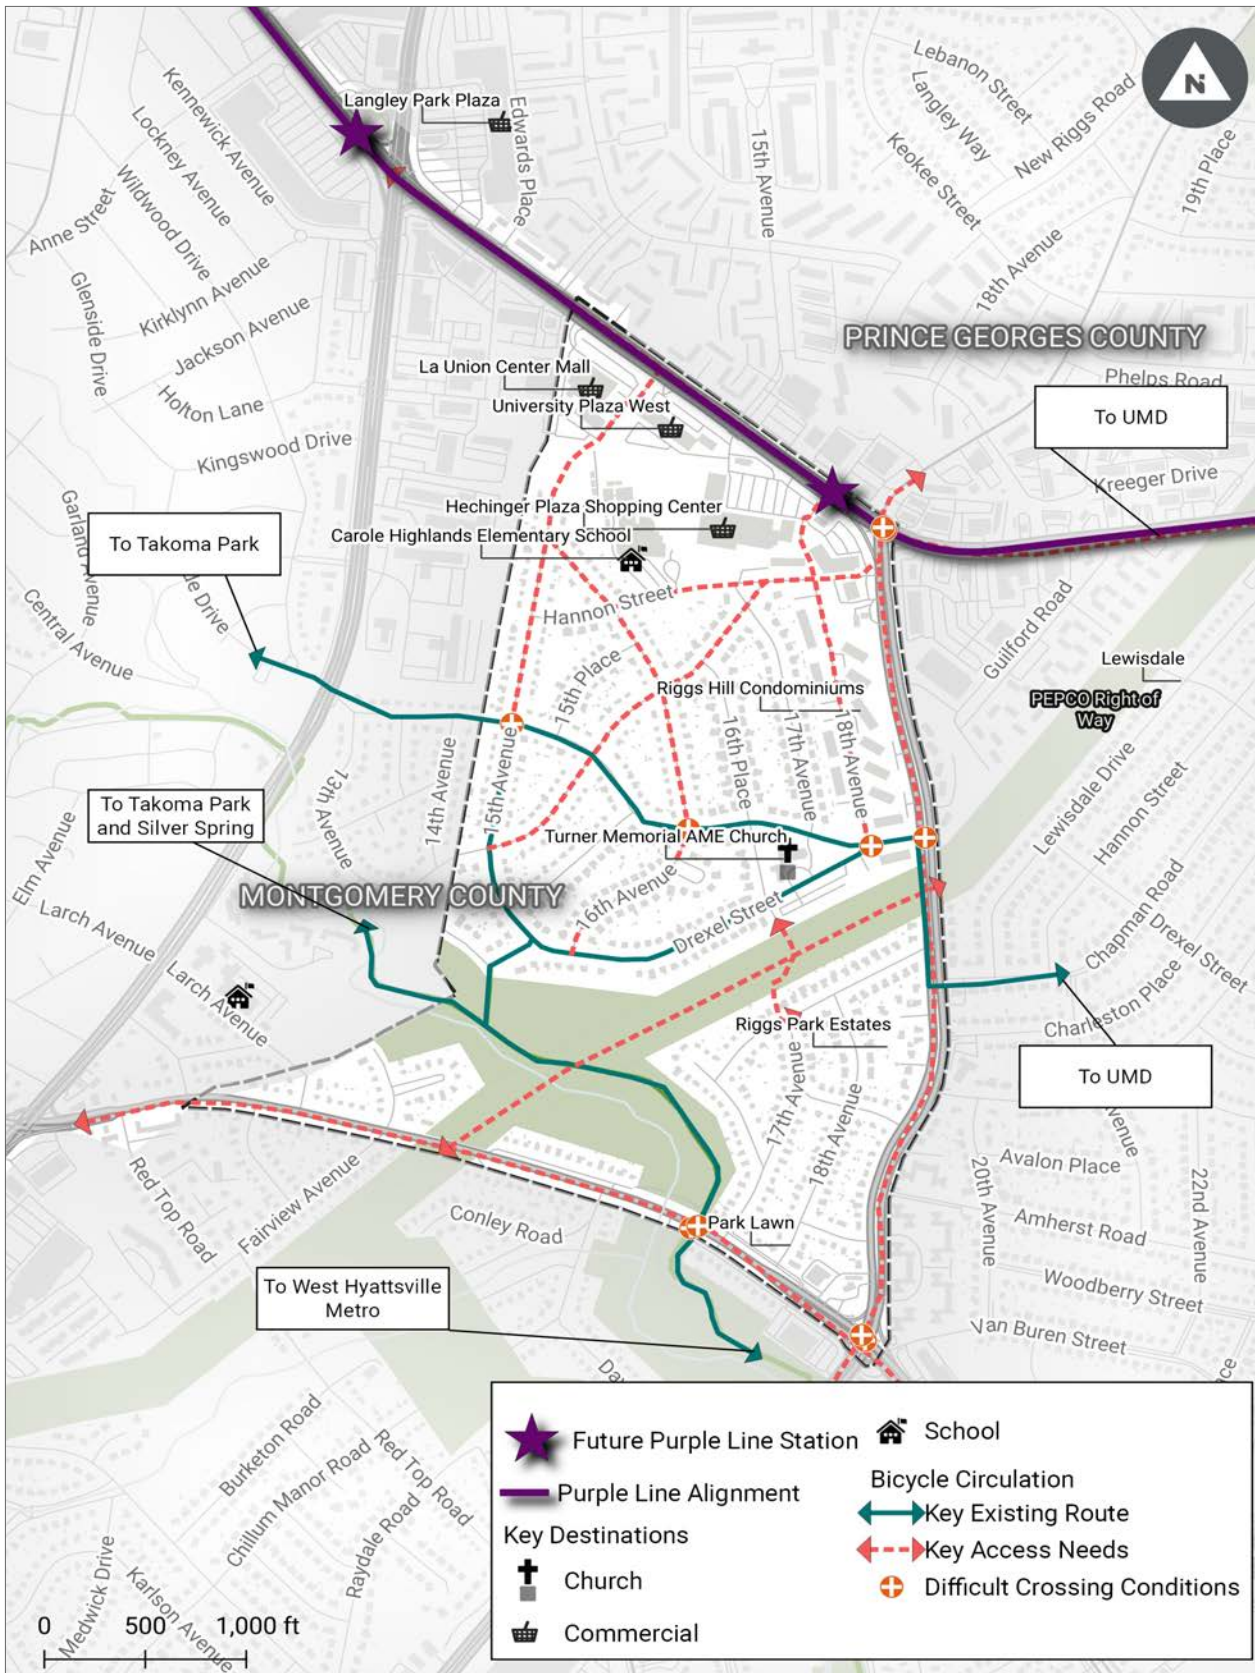 Langley Park Plaza
Edwards Place
Kennewick Avenue
Lockney Avenue
Wildwood Drive
Anne Street
Glenside Drive
Kirklynn Avenue
Jackson Avenue
Holton Lane
Kingswood Drive
15th Avenue
Lebanon Street
Langley Way
Keokee Street
New Riggs Road
18th Avenue
19th Place
N
PRINCE GEORGES COUNTY
Phelps Road
To UMD
Kreeger Drive
La Union Center Mall
University Plaza West
Hechinger Plaza Shopping Center
Carole Highlands Elementary School
Garland Avenue
To Takoma Park
de Drive
Central Avenue
Hannon Street
15th Place
Guilford Road
Lewisdale
PEPCO Right of
Way
Riggs Hill Condominiums
16th Place
17th Avenue
18th Avenue
14th Avenue
15th Avenue
13th Avenue
To Takoma Park
and Silver Spring
Turner Memorial AME Church
Lewisdale Drive
Hannon Street
Elm Avenue
Larch Avenue
Larch Avenue
MONTGOMERY COUNTY
16th Avenue
Drexel Street
Chapman Road
Drexel Street
Charleston Place
Riggs Park Estates
To UMD
17th Avenue
18th Avenue
Avenue
Avalon Place
20th Avenue
22nd Avenue
Amherst Road
Woodberry Street
Van Buren Street
Red Top Road
Fairview Avenue
Conley Road
Park Lawn
To West Hyattsville
Metro
Da
Burketon Road
Chillum Manor Road
Red Top Road
Raydale Road
Medwick Drive
Karlson Avenue
0 500 1,000 ft
Future Purple Line Station
Purple Line Alignment
Key Destinations
Church
Commercial
School
Bicycle Circulation
Key Existing Route
Key Access Needs
Difficult Crossing Conditions